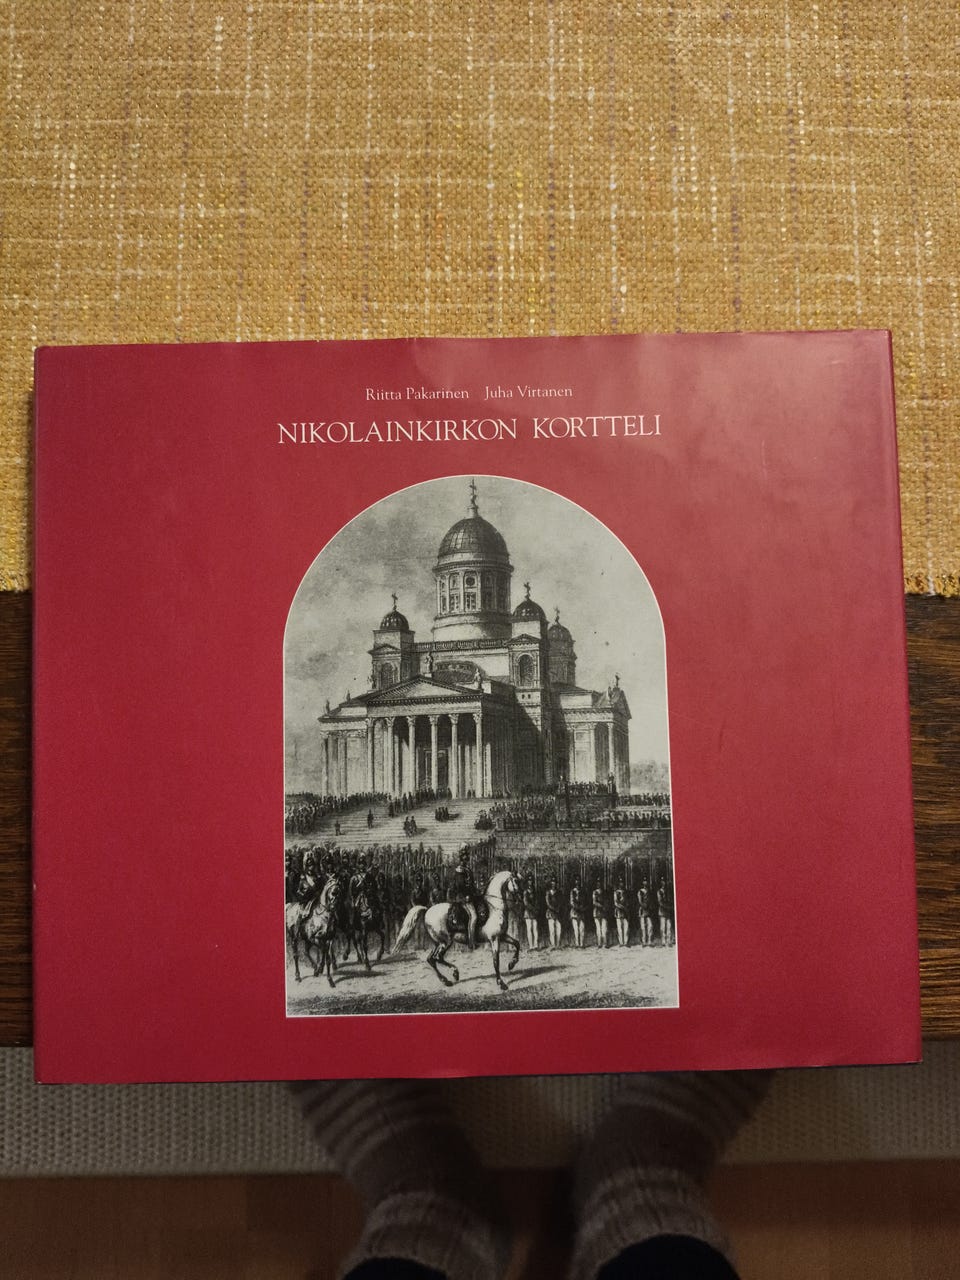 Riitta Pakarinen Juha Virtanen
NIKOLAINKIRKON KORTTELI